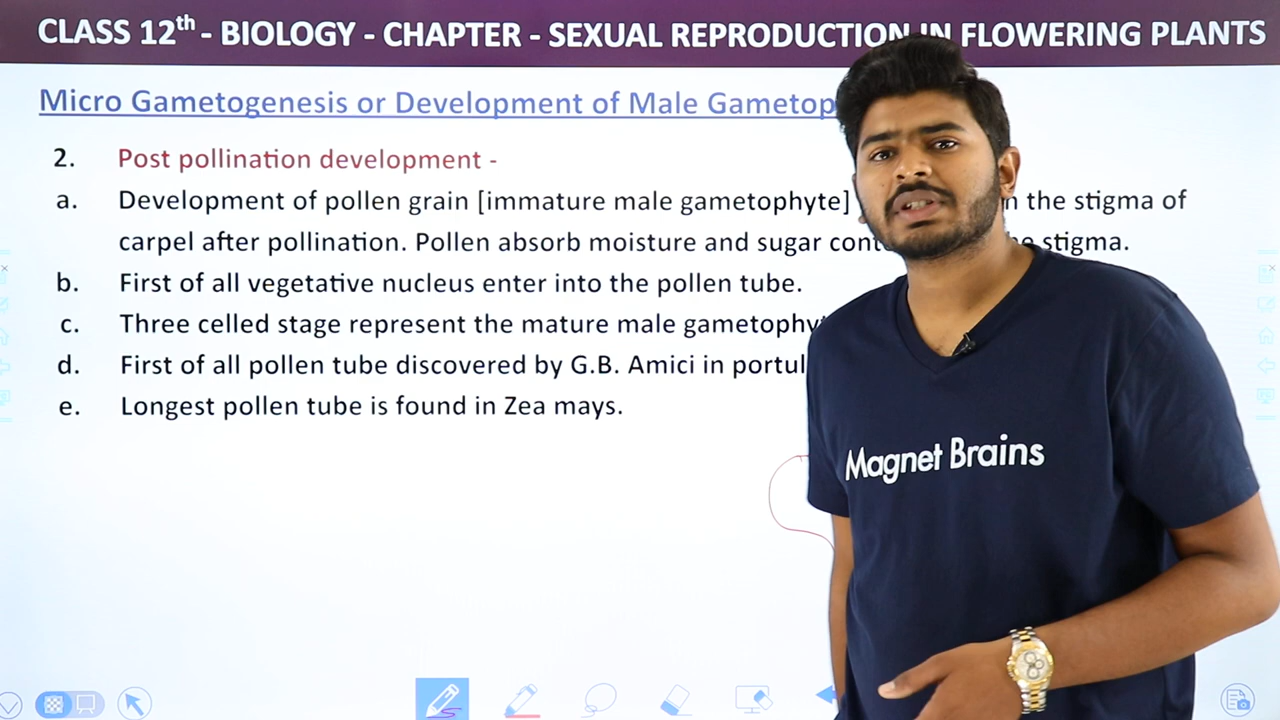 CLASS 12th - BIOLOGY - CHAPTER - SEXUAL REPRODUCTION IN FLOWERING PLANTS
Micro Gametogenesis or Development of Male
2. Post pollination development -
a. Development of pollen grain [immature male gametophyte] the stigma of
carpel after pollination. Pollen absorb moisture and sugar stigma.
b. First of all vegetative nucleus enter into the pollen tube.
c. Three celled stage represent the mature male
d. First of all pollen tube discovered by G.B. Amici in
e. Longest pollen tube is found in Zea mays.
Magnet Brains